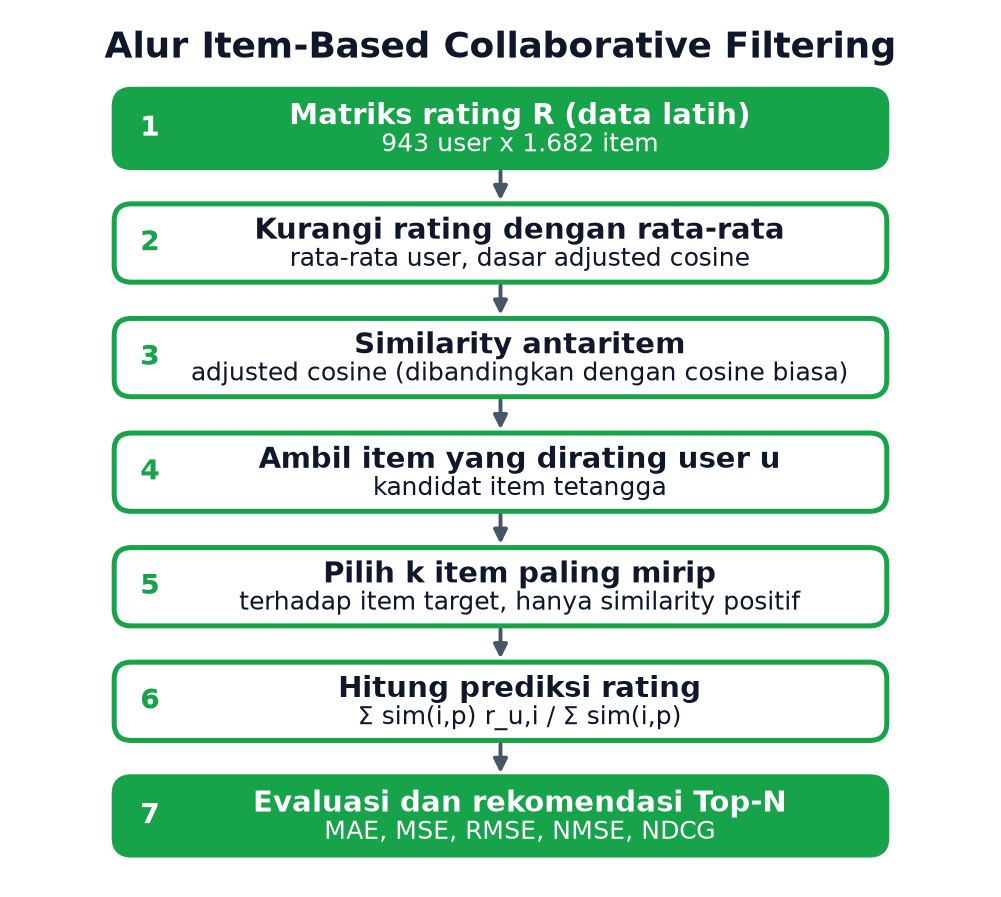 Alur Item-Based Collaborative Filtering
1
Matriks rating R (data latih)
943 user x 1.682 item
2
Kurangi rating dengan rata-rata
rata-rata user, dasar adjusted cosine
3
Similarity antaritem
adjusted cosine (dibandingkan dengan cosine biasa)
4
Ambil item yang dirating user u
kandidat item tetangga
5
Pilih k item paling mirip
terhadap item target, hanya similarity positif
6
Hitung prediksi rating
Σ sim(i,p) r_u,i / Σ sim(i,p)
7
Evaluasi dan rekomendasi Top-N
MAE, MSE, RMSE, NMSE, NDCG